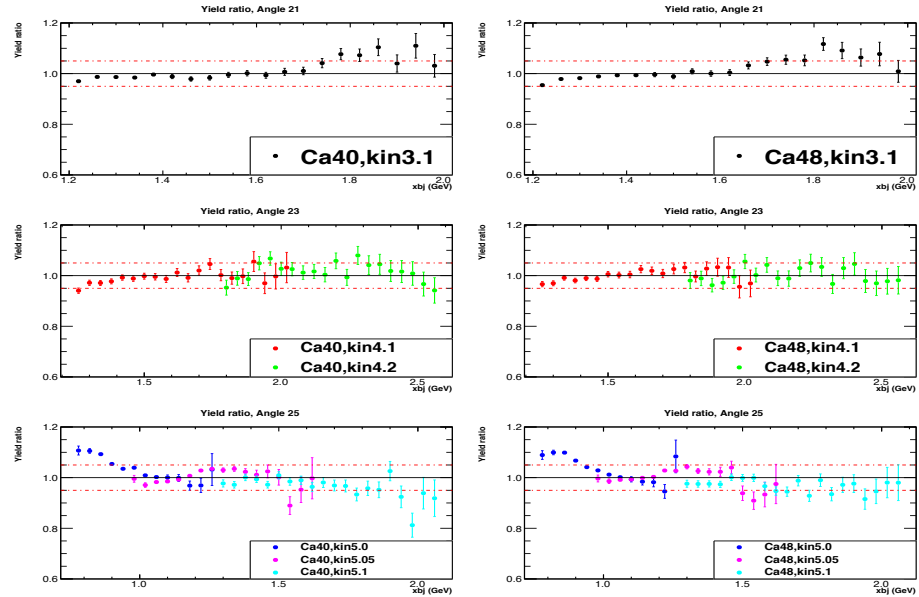 Yield ratio, Angle 21
Yield ratio
1.2
1.0
0.8
0.6
Ca40,kin3.1
1.2 1.4 1.6 1.8 2.0
xbj (GeV)
Yield ratio, Angle 21
Yield ratio
1.2
1.0
0.8
0.6
Ca48,kin3.1
1.2 1.4 1.6 1.8 2.0
xbj (GeV)
Yield ratio, Angle 23
Yield ratio
1.2
1.0
0.8
0.6
Ca40,kin4.1
Ca40,kin4.2
1.5 2.0 2.5
xbj (GeV)
Yield ratio, Angle 23
Yield ratio
1.2
1.0
0.8
0.6
Ca48,kin4.1
Ca48,kin4.2
1.5 2.0 2.5
xbj (GeV)
Yield ratio, Angle 25
Yield ratio
1.2
1.0
0.8
0.6
Ca40,kin5.0
Ca40,kin5.05
Ca40,kin5.1
1.0 1.5 2.0
xbj (GeV)
Yield ratio, Angle 25
Yield ratio
1.2
1.0
0.8
0.6
Ca48,kin5.0
Ca48,kin5.05
Ca48,kin5.1
1.0 1.5 2.0
xbj (GeV)